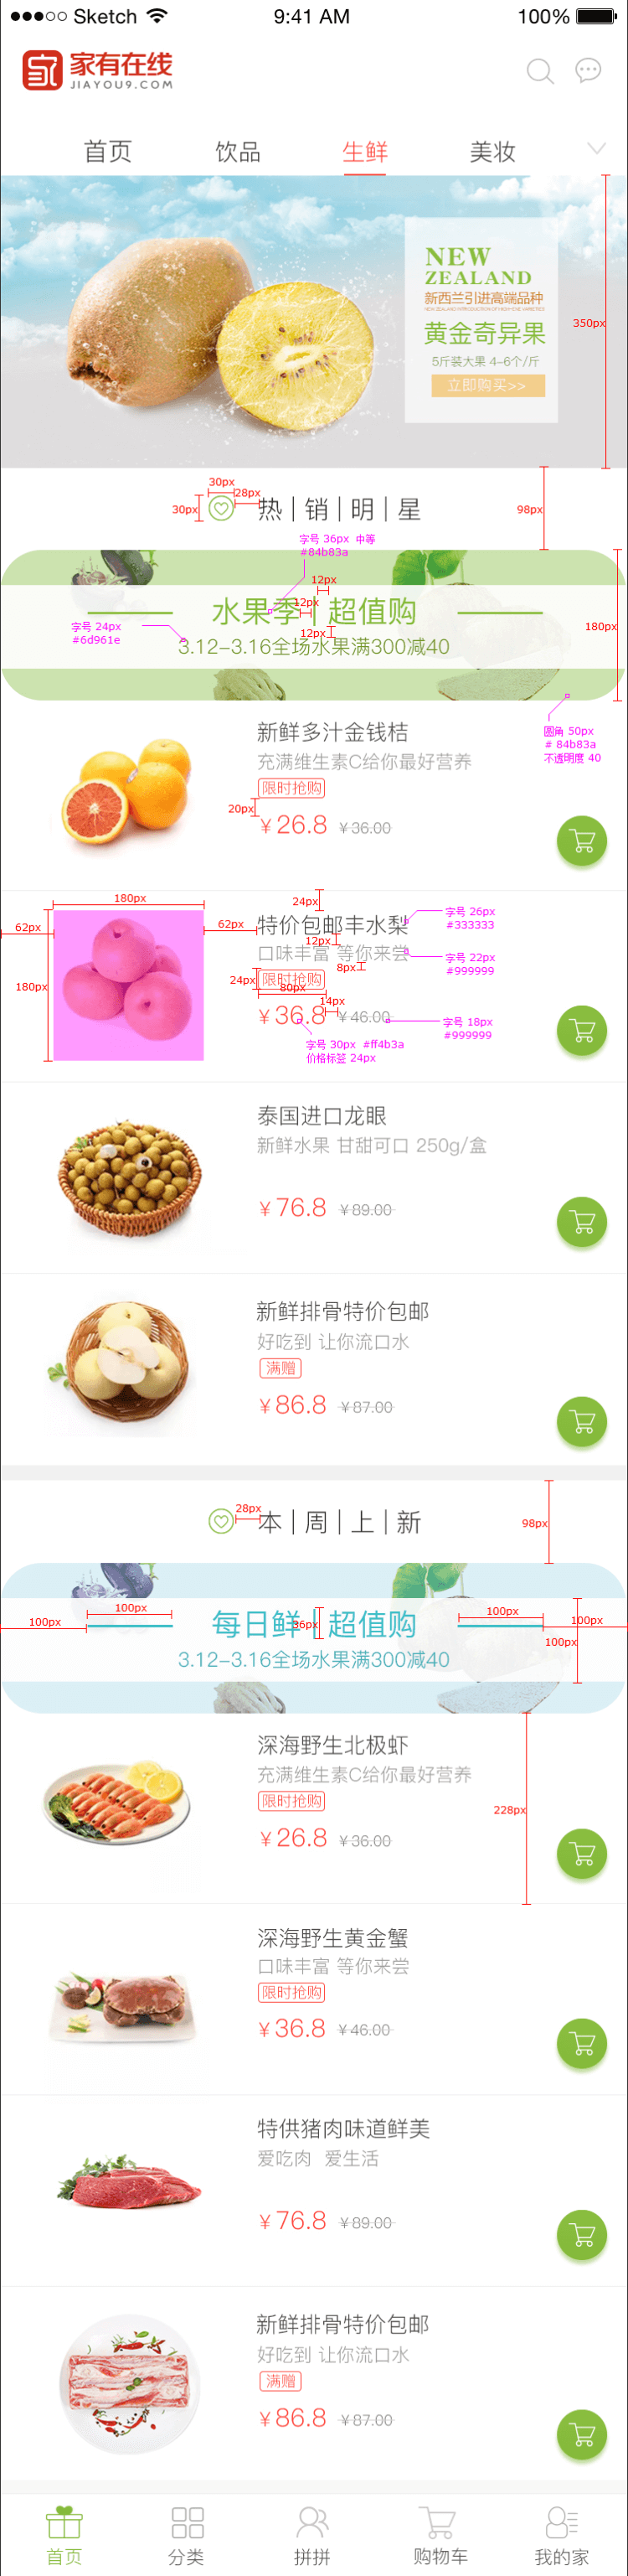 Sketch 9:41 AM 100%
家有在线
JIAYOU9.COM
首页 饮品 生鲜 美妆
NEW
ZEALAND
新西兰引进高端品种
黄金奇异果
5斤装大果 4-6个/斤
立即购买>>
350px
30px
28px
30px
热|销|明|星
98px
字号 36px 中等
#84b83a
12px
水果季|超值购
12px
12px
字号 24px
#6d961e
180px
3.12-3.16全场水果满300减40
圆角 50px
# 84b83a
不透明度 40
新鲜多汁金钱桔
充满维生素C给你最好营养
限时抢购
20px
¥26.8 ¥36.00
180px
24px
62px
62px
180px
特价包邮丰水梨
字号 26px
#333333
12px
口味丰富 等你来尝
字号 22px
#999999
8px
24px
限时抢购
80px
14px
¥36.8 ¥46.00
字号 18px
#999999
字号 30px #ff4b3a
价格标签 24px
泰国进口龙眼
新鲜水果 甘甜可口 250g/盒
¥76.8 ¥89.00
新鲜排骨特价包邮
好吃到 让你流口水
满赠
¥86.8 ¥87.00
28px
本|周|上|新
98px
100px
100px
100px
100px
每日鲜|超值购
36px
100px
3.12-3.16全场水果满300减40
深海野生北极虾
充满维生素C给你最好营养
限时抢购
228px
¥26.8 ¥36.00
深海野生黄金蟹
口味丰富 等你来尝
限时抢购
¥36.8 ¥46.00
特供猪肉味道鲜美
爱吃肉 爱生活
¥76.8 ¥89.00
新鲜排骨特价包邮
好吃到 让你流口水
满赠
¥86.8 ¥87.00
首页 分类 拼拼 购物车 我的家